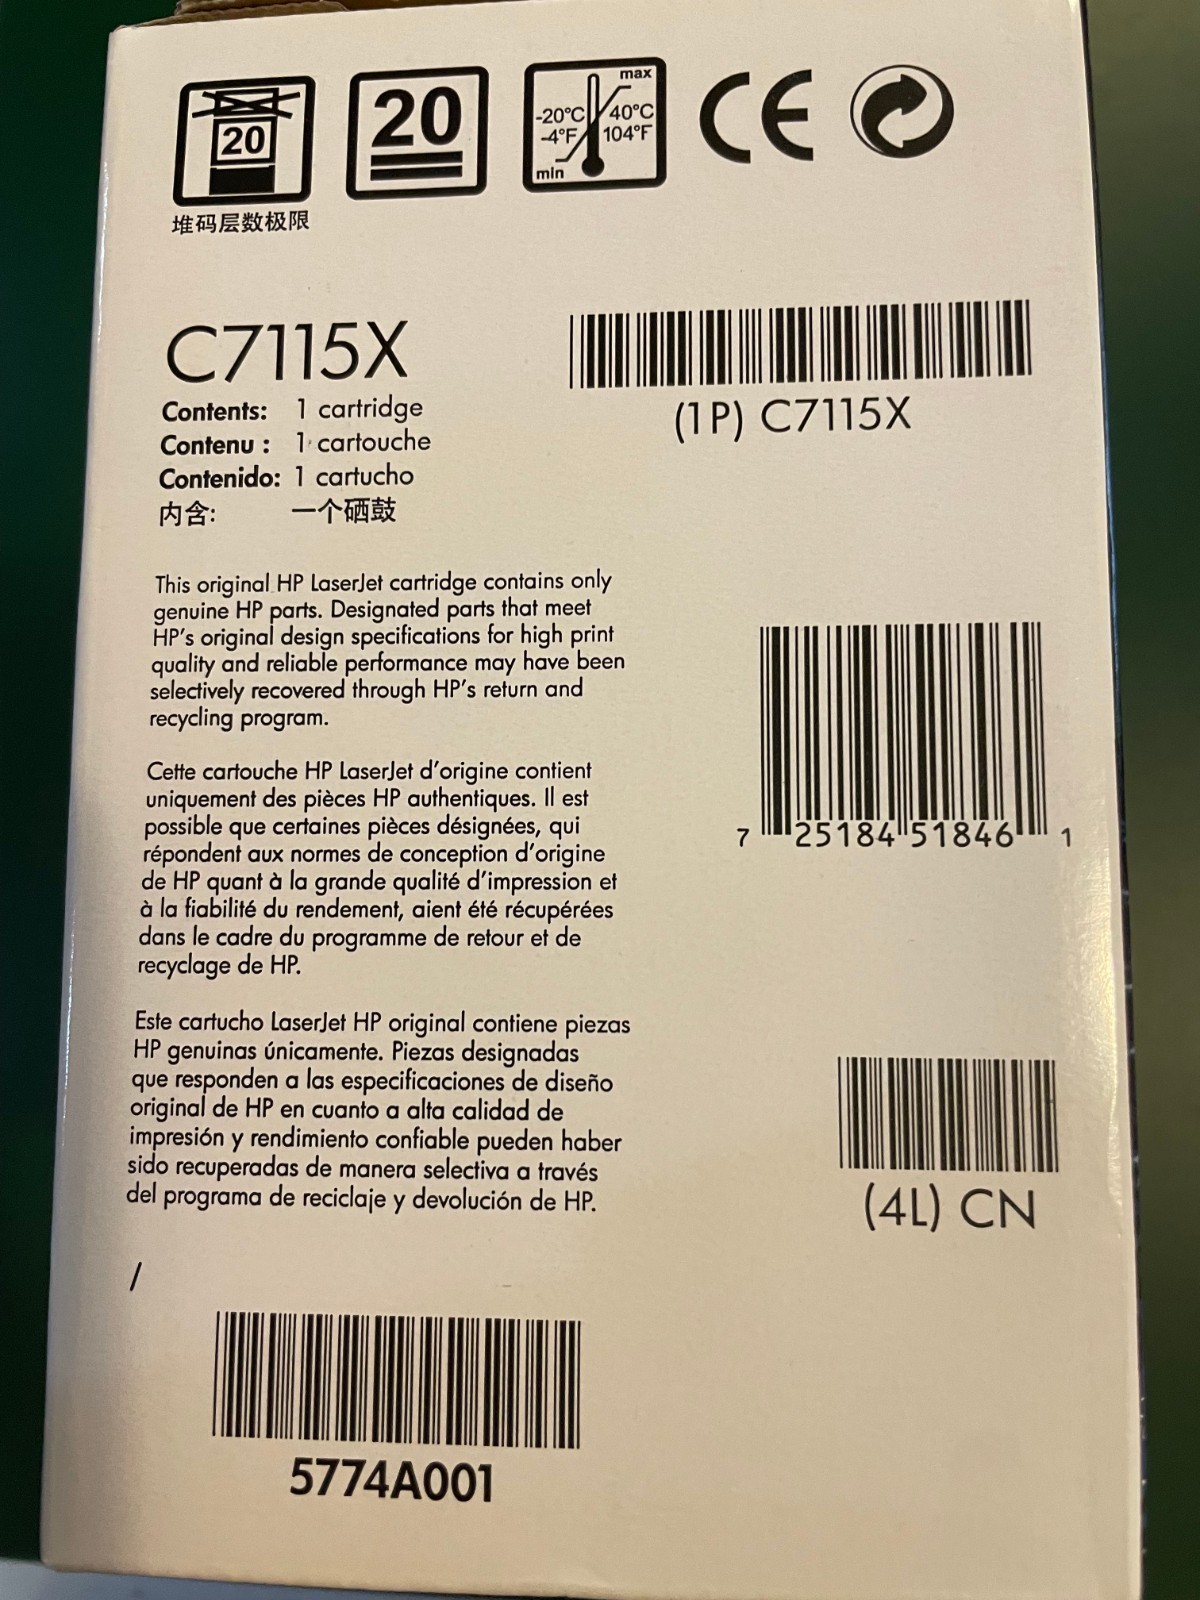 20
20
max
-20°C 40°C
-4°F 104°F
min
CE
堆码层数极限
C7115X
Contents: 1 cartridge
Contenu : 1 cartouche
Contenido: 1 cartucho
内含: 一个硒鼓
(1P) C7115X
This original HP LaserJet cartridge contains only
genuine HP parts. Designated parts that meet
HP's original design specifications for high print
quality and reliable performance may have been
selectively recovered through HP's return and
recycling program.
Cette cartouche HP LaserJet d'origine contient
uniquement des pièces HP authentiques. Il est
possible que certaines pièces désignées, qui
répondent aux normes de conception d'origine
de HP quant à la grande qualité d'impression et
à la fiabilité du rendement, aient été récupérées
dans le cadre du programme de retour et de
recyclage de HP.
7 25184 51846 1
Este cartucho LaserJet HP original contiene piezas
HP genuinas únicamente. Piezas designadas
que responden a las especificaciones de diseño
original de HP en cuanto a alta calidad de
impresión y rendimiento confiable pueden haber
sido recuperadas de manera selectiva a través
del programa de reciclaje y devolución de HP.
(4L) CN
/
5774A001